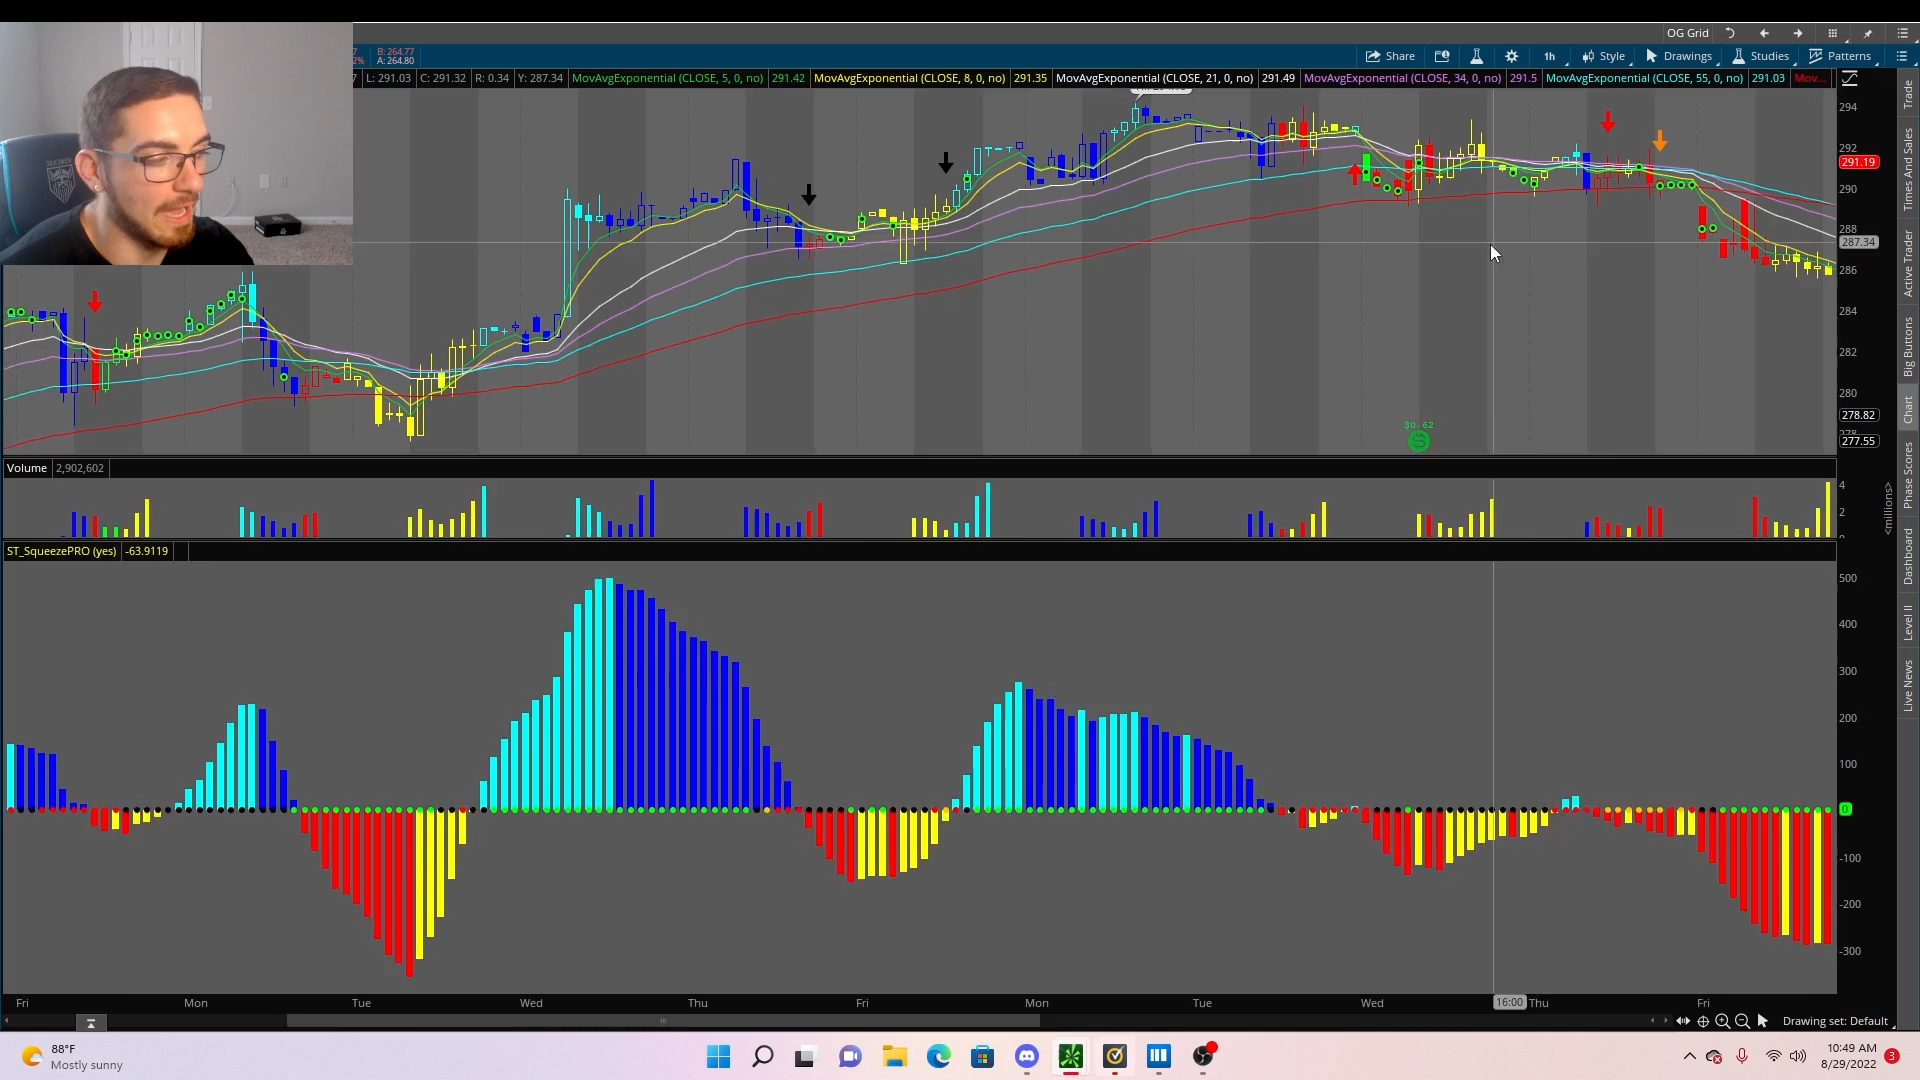 OG Grid
B: 264.77
A: 264.80
Share
1h
Style
Drawings
Studies
Patterns
L: 291.03 C: 291.32 R: 0.34 Y: 287.34 MovAvgExponential (CLOSE, 5, 0, no) 291.42 MovAvgExponential (CLOSE, 8, 0, no) 291.35 MovAvgExponential (CLOSE, 21, 0, no) 291.49 MovAvgExponential (CLOSE, 34, 0, no) 291.5 MovAvgExponential (CLOSE, 55, 0, no) 291.03 Mov...
294
292
291.19
290
288
287.34
286
284
282
280
278.82
277.55
$0.62
Volume 2,902,602
4
2
<millions>
ST_SqueezePRO (yes) -63.9119
500
400
300
200
100
0
-100
-200
-300
Fri Mon Tue Wed Thu Fri Mon Tue Wed 16:00 Thu Fri
Drawing set: Default
Trade
Times And Sales
Active Trader
Big Buttons
Chart
Phase Scores
Dashboard
Level II
Live News
88°F
Mostly sunny
10:49 AM
8/29/2022
3